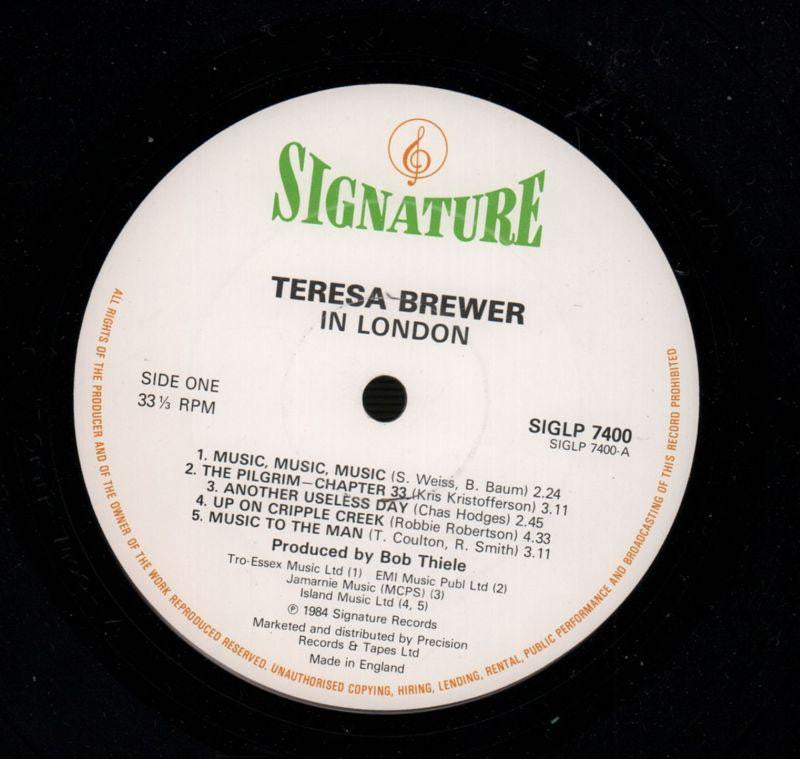 SIGNATURE
TERESA BREWER
IN LONDON
SIDE ONE
33 ⅓ RPM
SIGLP 7400
SIGLP 7400-A
1. MUSIC, MUSIC, MUSIC (S. Weiss, B. Baum) 2.24
2. THE PILGRIM—CHAPTER 33 (Kris Kristofferson) 3.11
3. ANOTHER USELESS DAY (Chas Hodges) 2.45
4. UP ON CRIPPLE CREEK (Robbie Robertson) 4.33
5. MUSIC TO THE MAN (T. Coulton, R. Smith) 3.11
Produced by Bob Thiele
Tro-Essex Music Ltd (1) EMI Music Publ Ltd (2)
Jamarnie Music (MCPS) (3)
Island Music Ltd (4, 5)
℗ 1984 Signature Records
Marketed and distributed by Precision
Records & Tapes Ltd
Made in England
ALL RIGHTS OF THE PRODUCER AND OF THE OWNER OF THE WORK REPRODUCED RESERVED. UNAUTHORISED COPYING, HIRING, LENDING, RENTAL, PUBLIC PERFORMANCE AND BROADCASTING OF THIS RECORD PROHIBITED